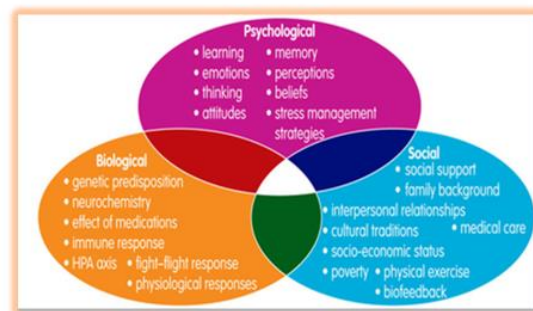 Psychological
• learning • memory
• emotions • perceptions
• thinking • beliefs
• attitudes • stress management
strategies
Biological
• genetic predisposition
• neurochemistry
• effect of medications
• immune response
• HPA axis • fight–flight response
• physiological responses
Social
• social support
• family background
• interpersonal relationships
• medical care
• cultural traditions
• socio-economic status
• poverty • physical exercise
• biofeedback